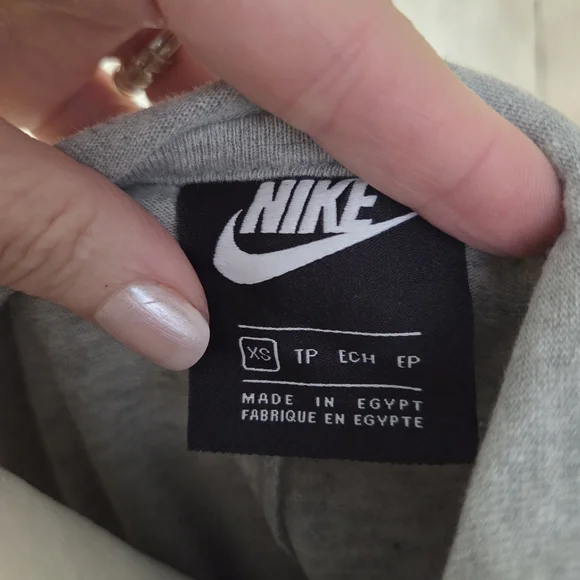 NIKE
XS TP ECH EP
MADE IN EGYPT
FABRIQUE EN EGYPTE